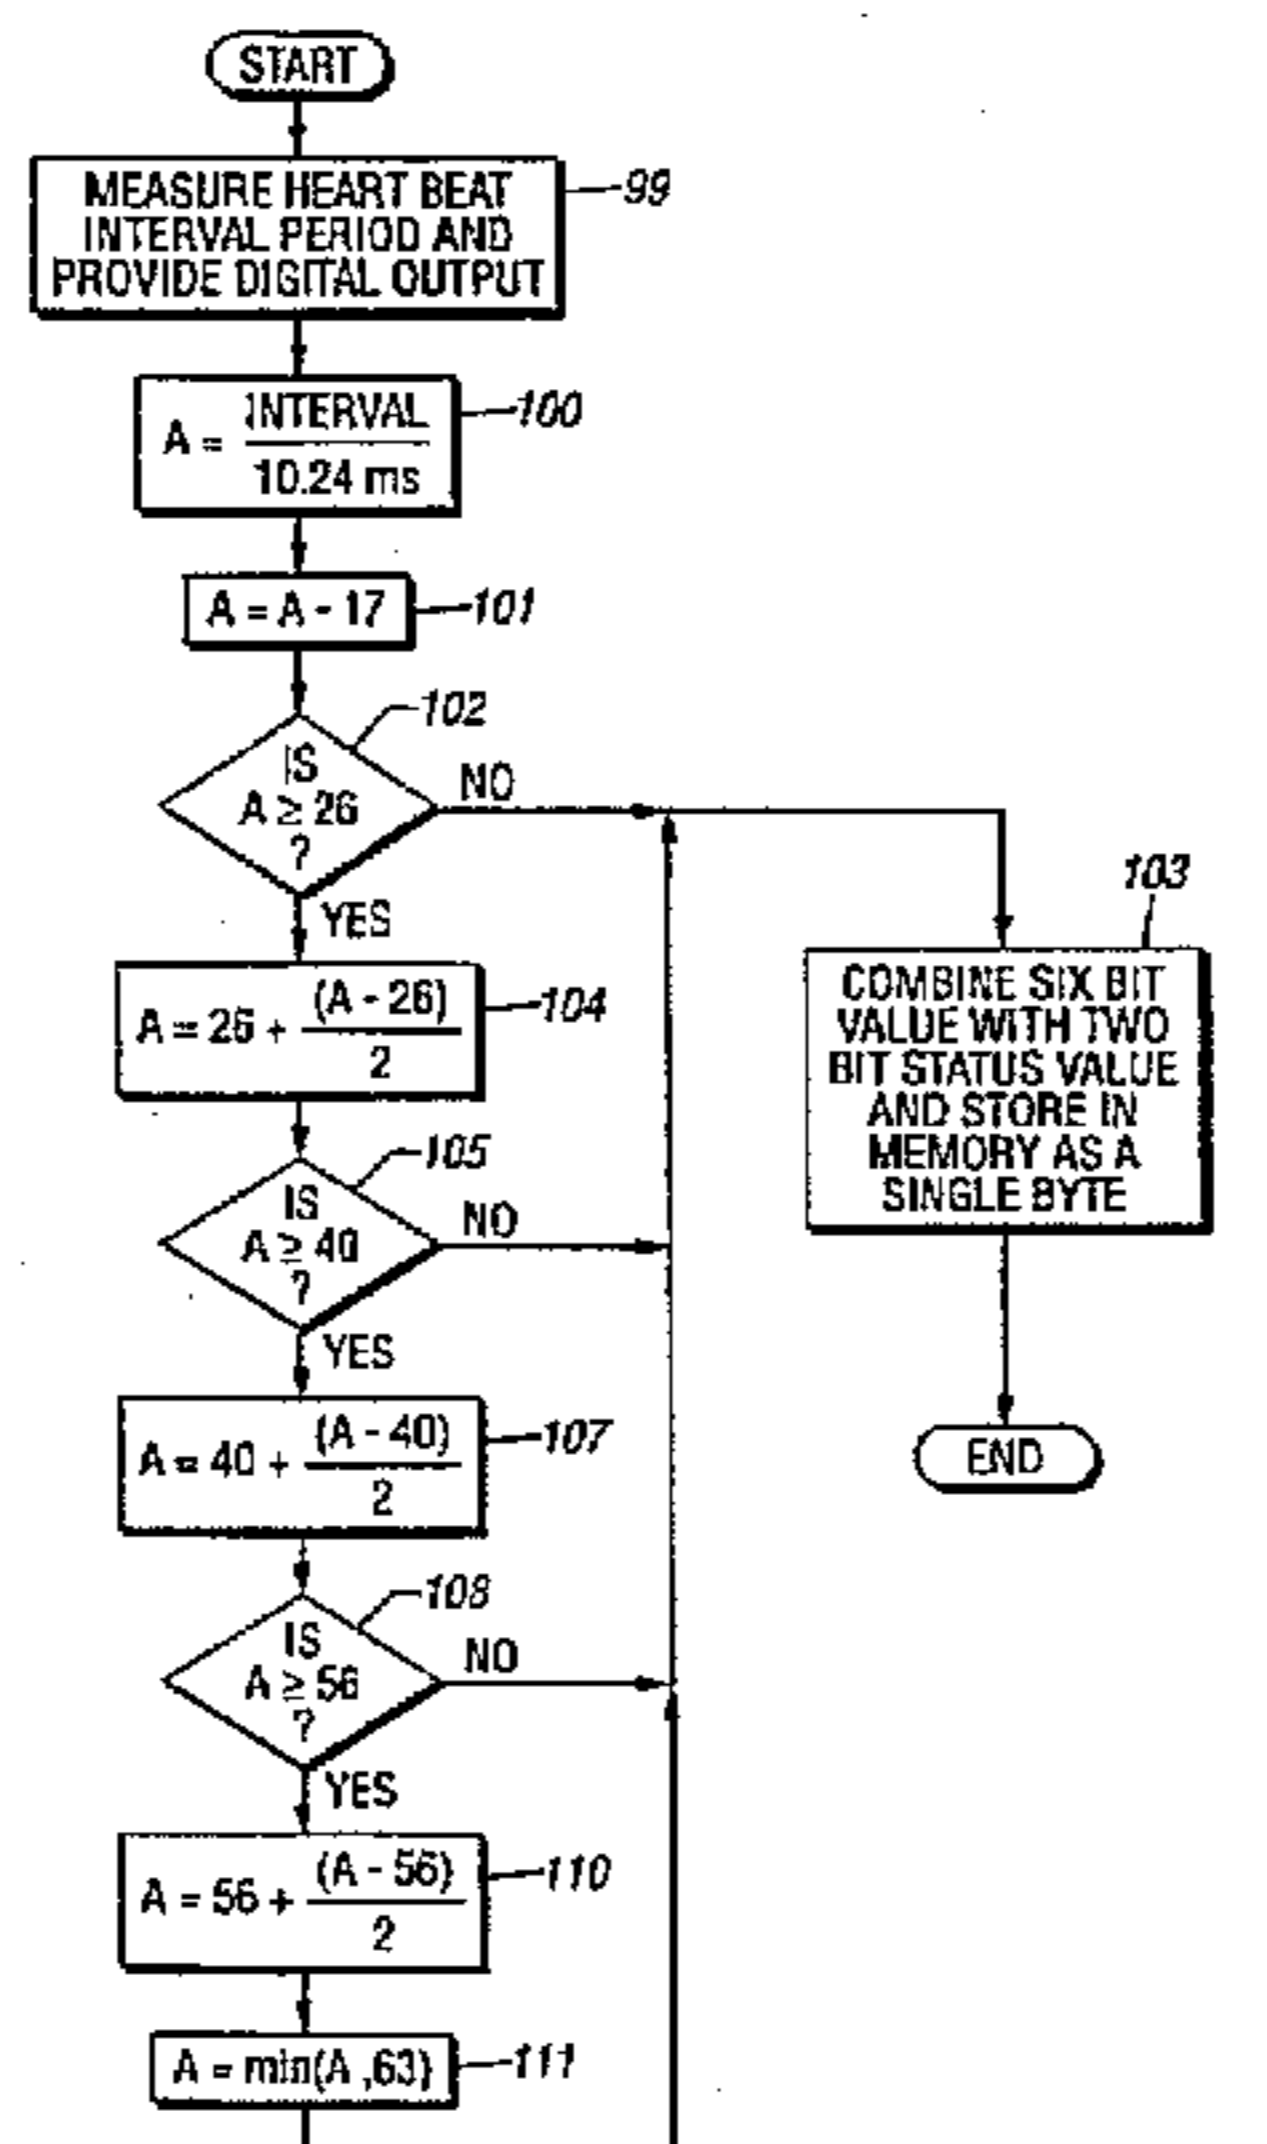 START
MEASURE HEART BEAT
INTERVAL PERIOD AND
PROVIDE DIGITAL OUTPUT
99
A = INTERVAL
10.24 ms
100
A = A - 17
101
102
IS
A ≥ 26
?
NO
YES
103
COMBINE SIX BIT
VALUE WITH TWO
BIT STATUS VALUE
AND STORE IN
MEMORY AS A
SINGLE BYTE
A = 26 + (A - 26)
2
104
105
IS
A ≥ 40
?
NO
YES
A = 40 + (A - 40)
2
107
END
108
IS
A ≥ 56
?
NO
YES
A = 56 + (A - 56)
2
110
A = min(A ,63)
111